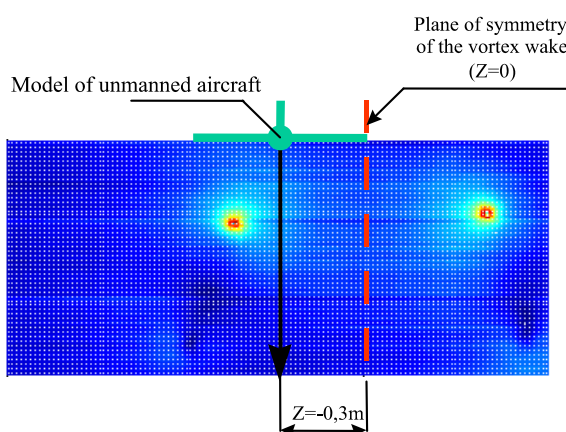 Plane of symmetry
of the vortex wake
(Z=0)
Model of unmanned aircraft
Z=-0,3m